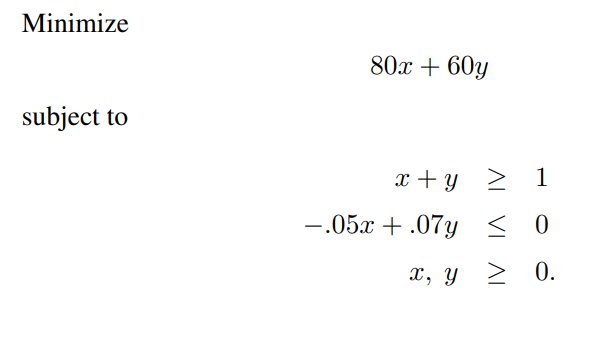 Minimize
80x + 60y
subject to
x + y ≥ 1
−.05x + .07y ≤ 0
x, y ≥ 0.